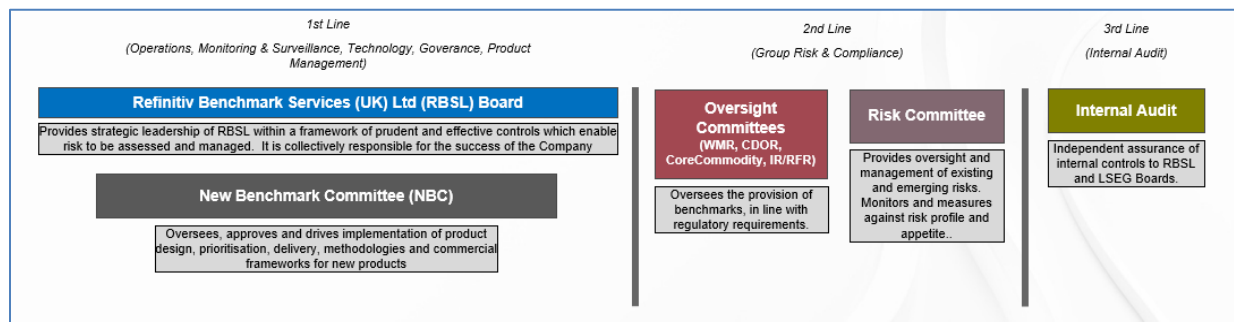 1st Line
(Operations, Monitoring & Surveillance, Technology, Goverance, Product
Management)
Refinitiv Benchmark Services (UK) Ltd (RBSL) Board
Provides strategic leadership of RBSL within a framework of prudent and effective controls which enable
risk to be assessed and managed. It is collectively responsible for the success of the Company
New Benchmark Committee (NBC)
Oversees, approves and drives implementation of product
design, prioritisation, delivery, methodologies and commercial
frameworks for new products
2nd Line
(Group Risk & Compliance)
Oversight
Committees
(WMR, CDOR,
CoreCommodity, IR/RFR)
Oversees the provision of
benchmarks, in line with
regulatory requirements.
Risk Committee
Provides oversight and
management of existing
and emerging risks.
Monitors and measures
against risk profile and
appetite..
3rd Line
(Internal Audit)
Internal Audit
Independent assurance of
internal controls to RBSL
and LSEG Boards.